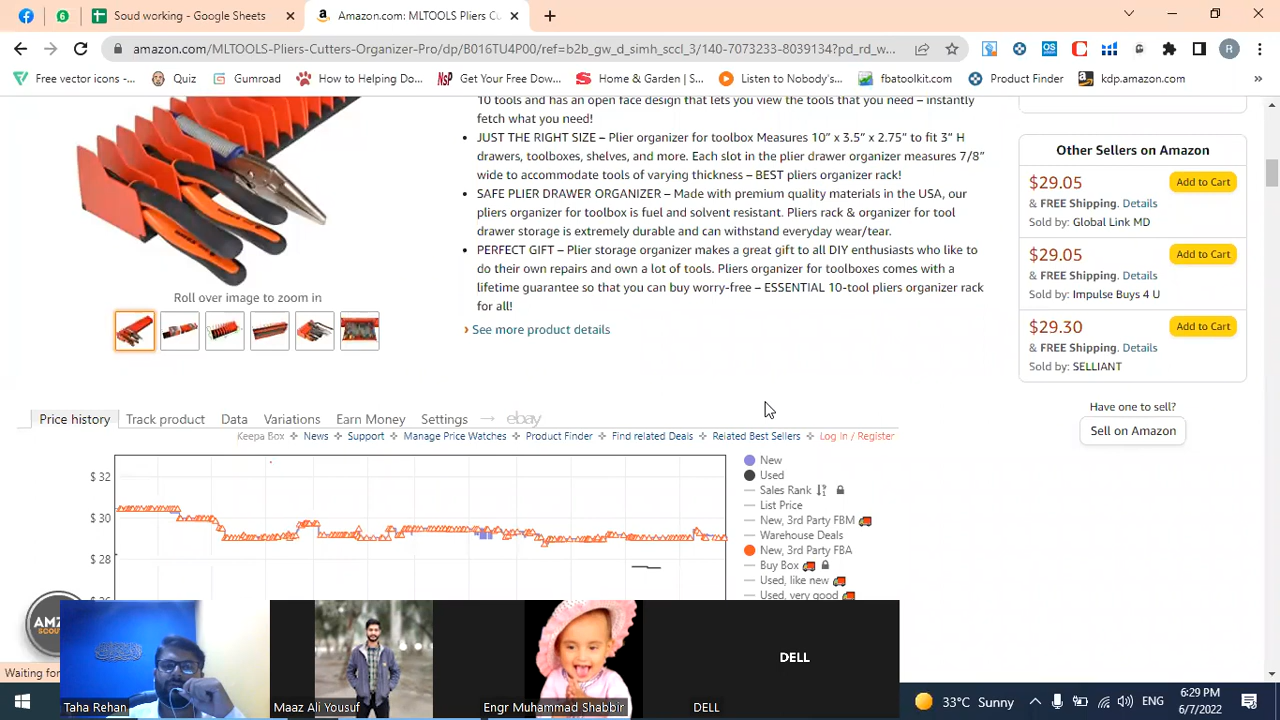 Soud working - Google Sheets
Amazon.com: MLTOOLS Pliers Cu
amazon.com/MLTOOLS-Pliers-Cutters-Organizer-Pro/dp/B016TU4P00/ref=b2b_gw_d_simh_sccl_3/140-7073233-8039134?pd_rd_w...
Free vector icons -... Quiz Gumroad How to Helping Do... Get Your Free Dow... Home & Garden | S... Listen to Nobody's... fbatoolkit.com Product Finder kdp.amazon.com »
10 tools and has an open face design that lets you view the tools that you need – instantly
fetch what you need!
• JUST THE RIGHT SIZE – Plier organizer for toolbox Measures 10” x 3.5” x 2.75” to fit 3” H
drawers, toolboxes, shelves, and more. Each slot in the plier drawer organizer measures 7/8”
wide to accommodate tools of varying thickness – BEST pliers organizer rack!
• SAFE PLIER DRAWER ORGANIZER – Made with premium quality materials in the USA, our
pliers organizer for toolbox is fuel and solvent resistant. Pliers rack & organizer for tool
drawer storage is extremely durable and can withstand everyday wear/tear.
• PERFECT GIFT – Plier storage organizer makes a great gift to all DIY enthusiasts who like to
do their own repairs and own a lot of tools. Pliers organizer for toolboxes comes with a
lifetime guarantee so that you can buy worry-free – ESSENTIAL 10-tool pliers organizer rack
for all!
› See more product details
Roll over image to zoom in
Other Sellers on Amazon
$29.05 Add to Cart
& FREE Shipping. Details
Sold by: Global Link MD
$29.05 Add to Cart
& FREE Shipping. Details
Sold by: Impulse Buys 4 U
$29.30 Add to Cart
& FREE Shipping. Details
Sold by: SELLIANT
Have one to sell?
Sell on Amazon
Price history Track product Data Variations Earn Money Settings → ebay
Keepa Box News Support Manage Price Watches Product Finder Find related Deals Related Best Sellers Log In / Register
$ 32
$ 30
$ 28
New
Used
Sales Rank
List Price
New, 3rd Party FBM
Warehouse Deals
New, 3rd Party FBA
Buy Box
Used, like new
Used, very good
AMZ
SCOUT
Waiting for
DELL
Taha Rehan
Maaz Ali Yousuf
Engr Muhammad Shabbir
DELL
33°C Sunny
ENG
6:29 PM
6/7/2022